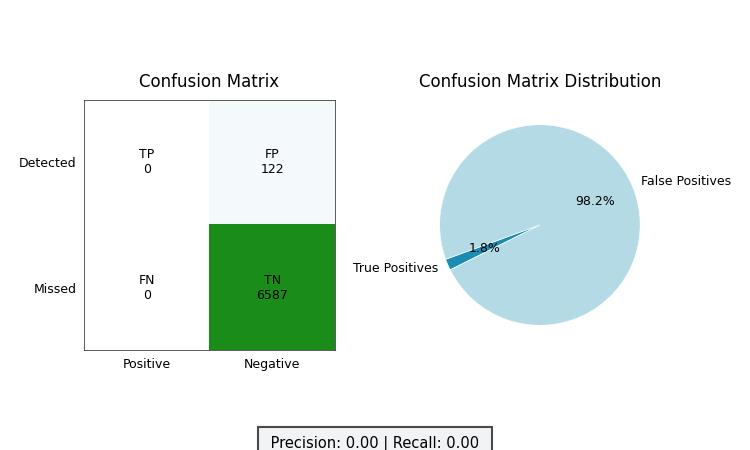 Confusion Matrix
TP
0
FP
122
Detected
FN
0
TN
6587
Missed
Positive
Negative
Confusion Matrix Distribution
98.2%
False Positives
1.8%
True Positives
Precision: 0.00 | Recall: 0.00